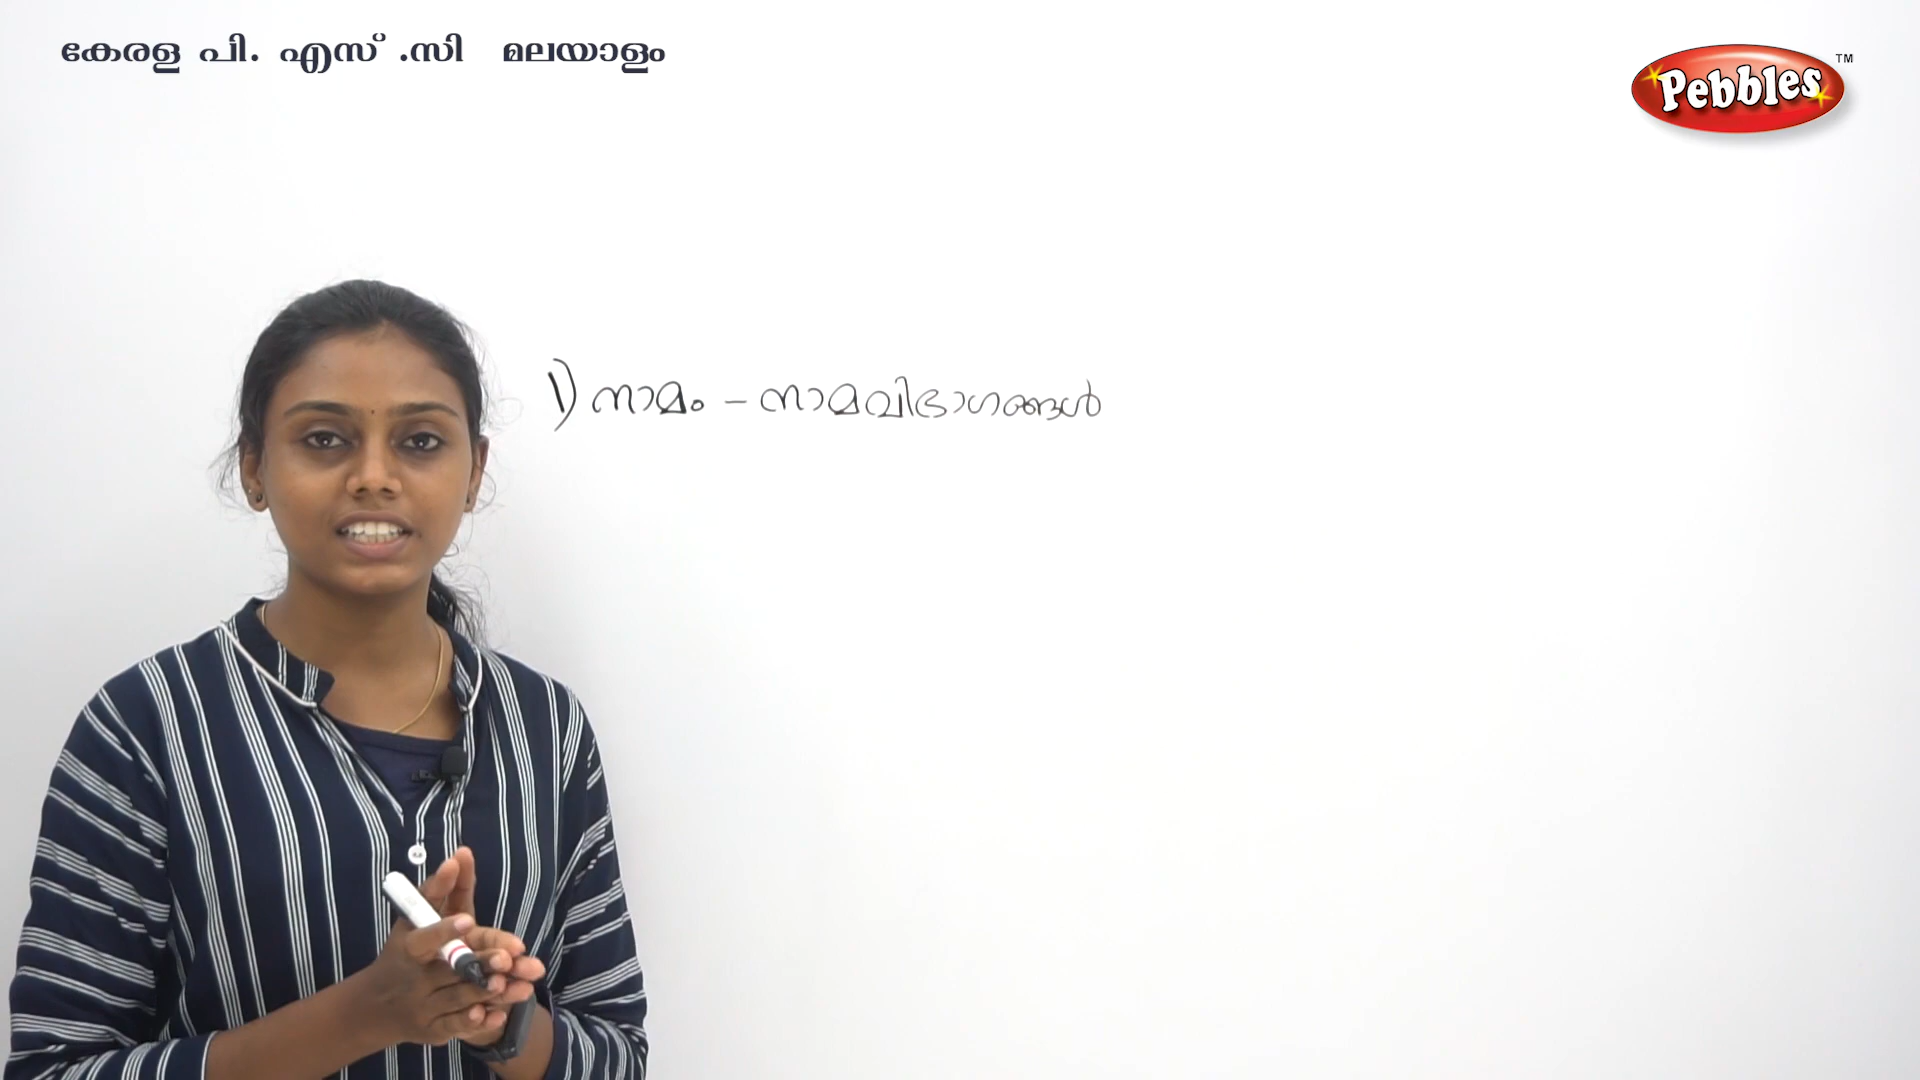 കേരള പി. എസ് .സി മലയാളം
Pebbles TM
1) നാമം - നാമവിഭാഗങ്ങൾ